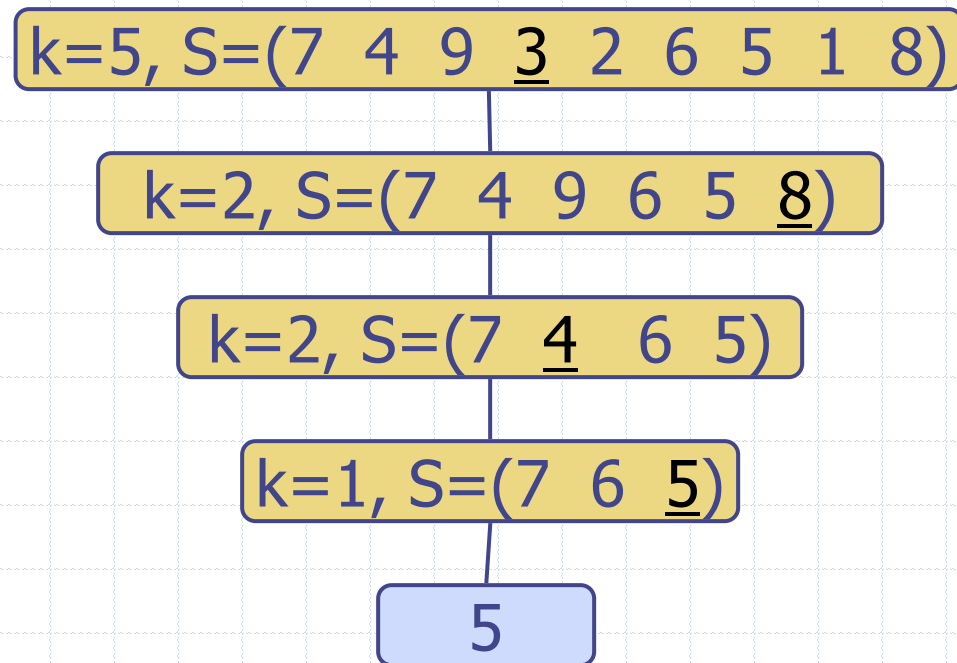 k=5, S=(7 4 9 3 2 6 5 1 8)
k=2, S=(7 4 9 6 5 8)
k=2, S=(7 4 6 5)
k=1, S=(7 6 5)
5